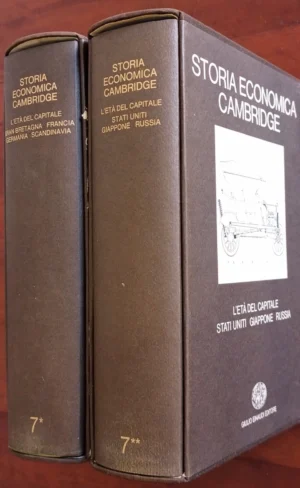 STORIA
ECONOMICA
CAMBRIDGE
L'ETÀ DEL CAPITALE
GRAN BRETAGNA FRANCIA
GERMANIA SCANDINAVIA
7*
STORIA
ECONOMICA
CAMBRIDGE
L'ETÀ DEL CAPITALE
STATI UNITI
GIAPPONE RUSSIA
7**
STORIA ECONOMICA
CAMBRIDGE
L'ETÀ DEL CAPITALE
STATI UNITI GIAPPONE RUSSIA
GIULIO EINAUDI EDITORE